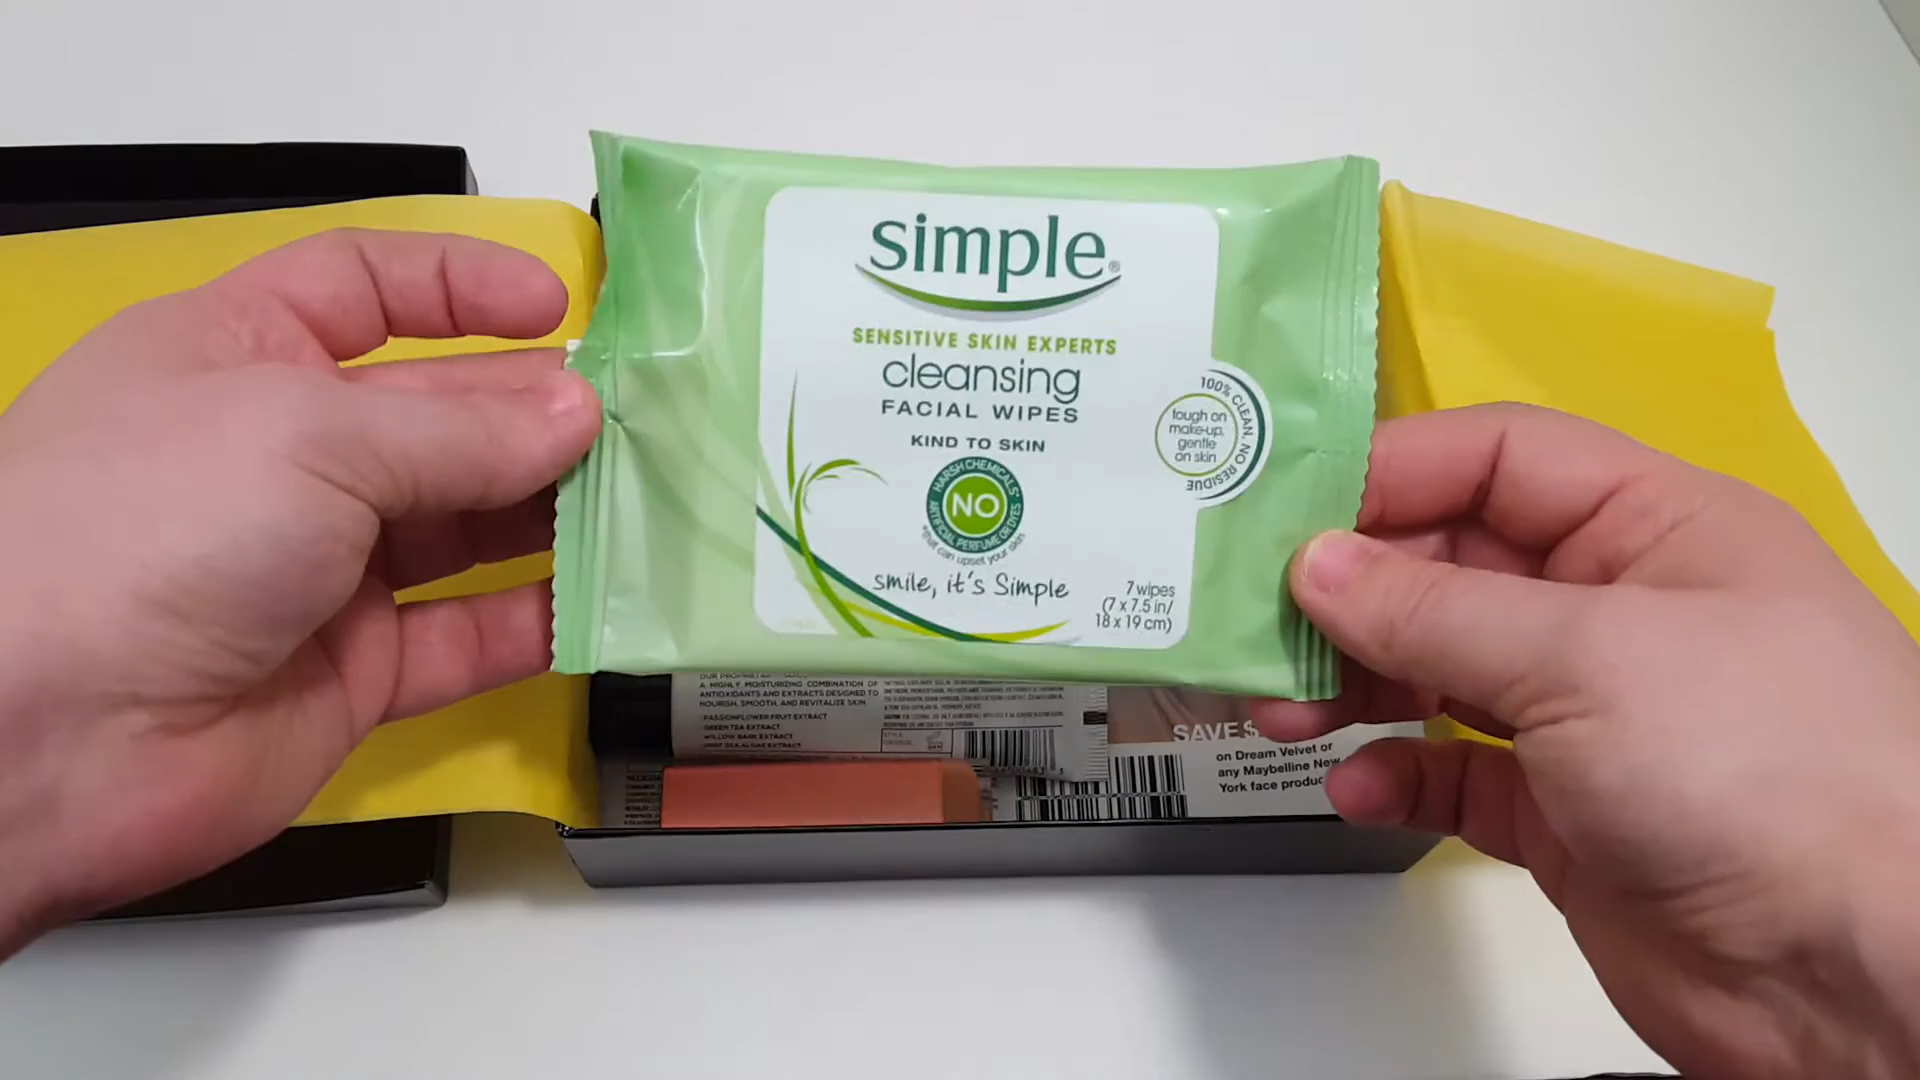 simple®
SENSITIVE SKIN EXPERTS
cleansing
FACIAL WIPES
KIND TO SKIN
HARSH CHEMICALS*
NO
ARTIFICIAL PERFUME OR DYES
*that can upset your skin
smile, it's Simple
100% CLEAN, NO RESIDUE
tough on
make-up,
gentle
on skin
7 wipes
(7 x 7.5 in/
18 x 19 cm)
OUR PROPRIETARY
A HIGHLY MOISTURIZING COMBINATION OF
ANTIOXIDANTS AND EXTRACTS DESIGNED TO
NOURISH, SMOOTH, AND REVITALIZE SKIN.
PASSIONFLOWER FRUIT EXTRACT
GREEN TEA EXTRACT
WILLOW BARK EXTRACT
SAVE $
on Dream Velvet or
any Maybelline New
York face produc